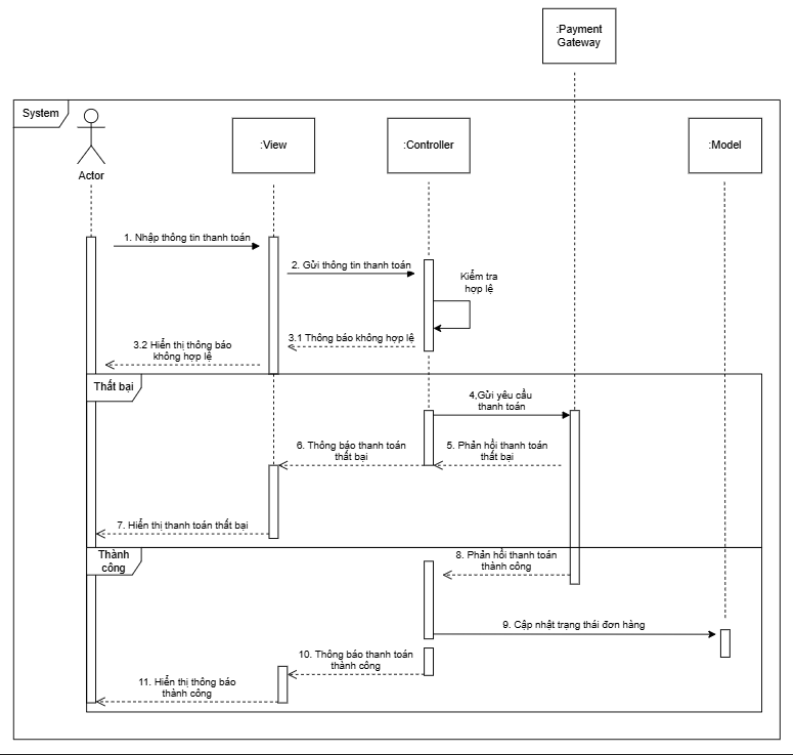 :Payment
Gateway
System
:View
:Controller
:Model
Actor
1. Nhập thông tin thanh toán
2. Gửi thông tin thanh toán
Kiểm tra
hợp lệ
3.1 Thông báo không hợp lệ
3.2 Hiển thị thông báo
không hợp lệ
Thất bại
4,Gửi yêu cầu
thanh toán
6. Thông báo thanh toán
thất bại
5. Phản hồi thanh toán
thất bại
7. Hiển thị thanh toán thất bại
Thành
công
8. Phản hồi thanh toán
thành công
9. Cập nhật trạng thái đơn hàng
10. Thông báo thanh toán
thành công
11. Hiển thị thông báo
thành công